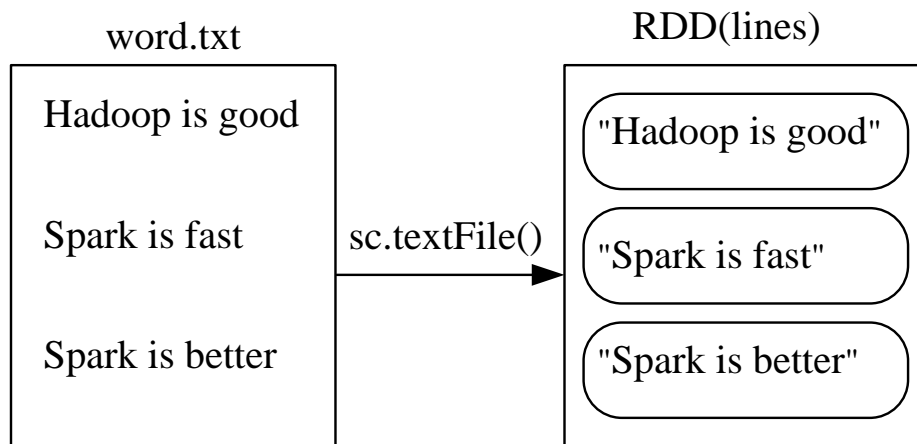 word.txt
Hadoop is good
Spark is fast
Spark is better
sc.textFile()
RDD(lines)
"Hadoop is good"
"Spark is fast"
"Spark is better"